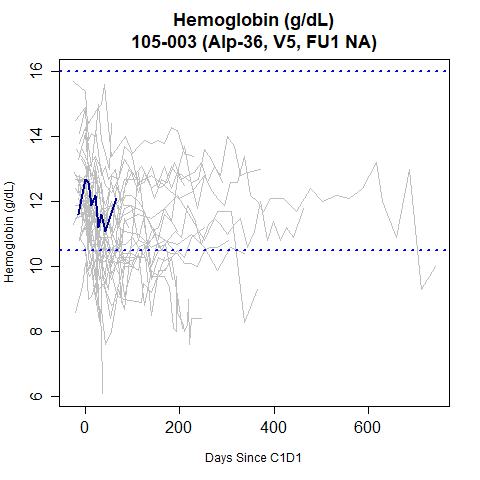 Hemoglobin (g/dL)
105-003 (Alp-36, V5, FU1 NA)
16
14
12
10
8
6
Hemoglobin (g/dL)
0 200 400 600
Days Since C1D1